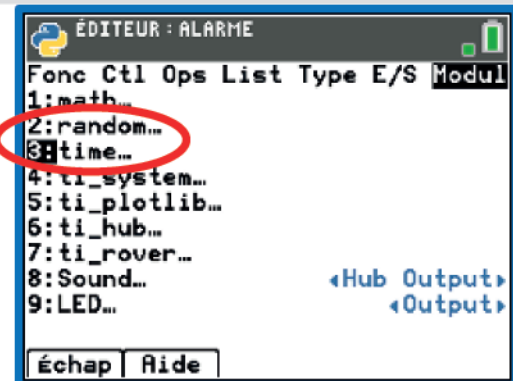 ÉDITEUR : ALARME
Fonc Ctl Ops List Type E/S Modul
1:math…
2:random…
3:time…
4:ti_system…
5:ti_plotlib…
6:ti_hub…
7:ti_rover…
8:Sound… ◂Hub Output▸
9:LED… ◂Output▸
Échap Aide